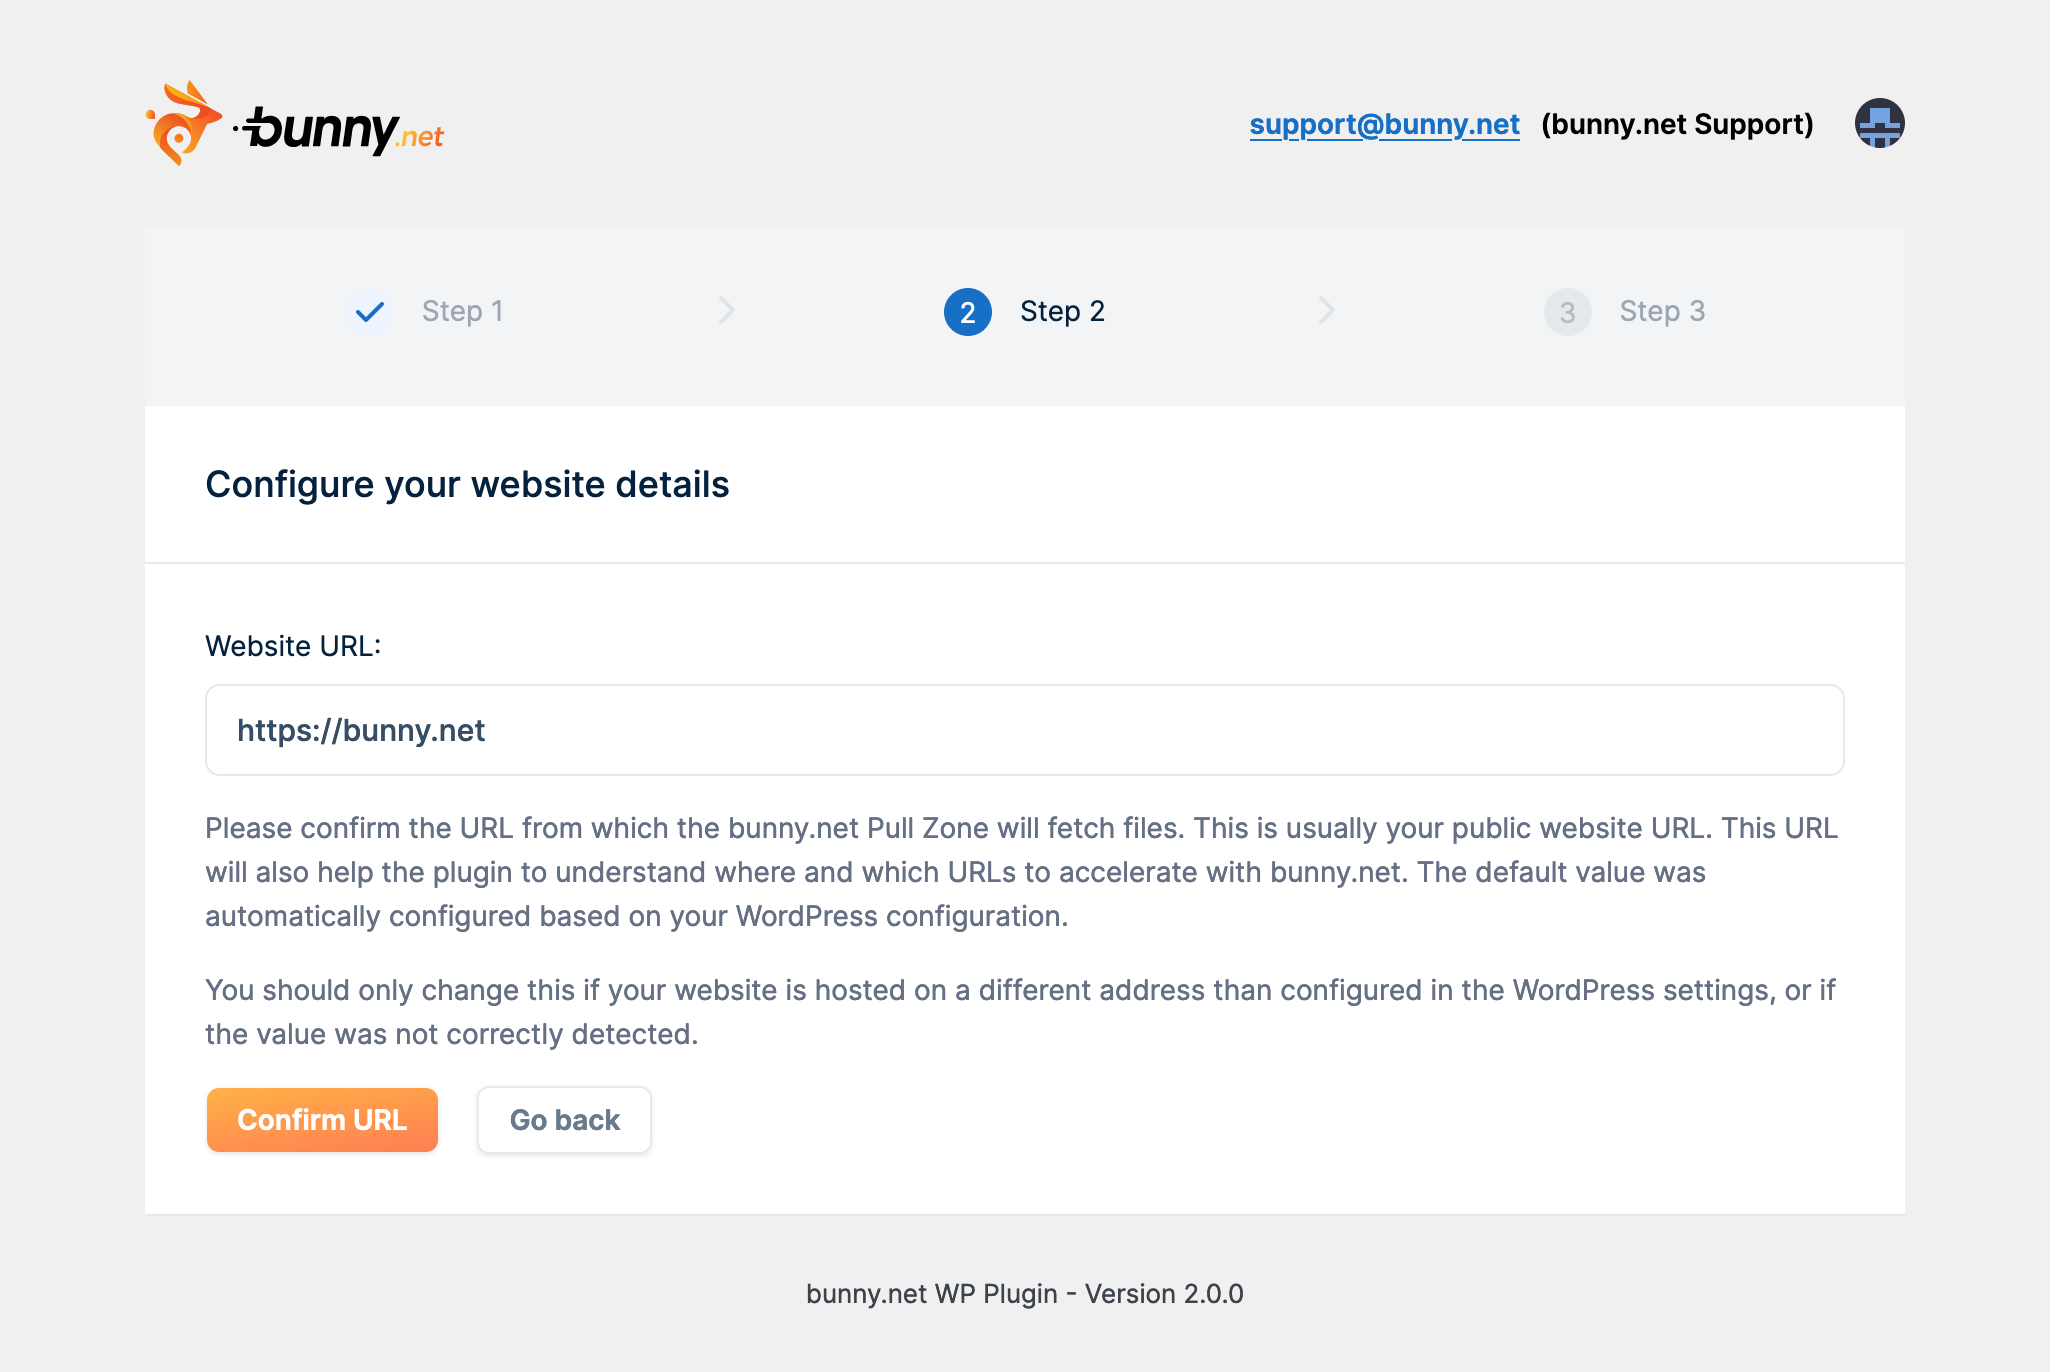 bunny.net
support@bunny.net (bunny.net Support)
Step 1
2 Step 2
3 Step 3
Configure your website details
Website URL:
https://bunny.net
Please confirm the URL from which the bunny.net Pull Zone will fetch files. This is usually your public website URL. This URL
will also help the plugin to understand where and which URLs to accelerate with bunny.net. The default value was
automatically configured based on your WordPress configuration.
You should only change this if your website is hosted on a different address than configured in the WordPress settings, or if
the value was not correctly detected.
Confirm URL
Go back
bunny.net WP Plugin - Version 2.0.0